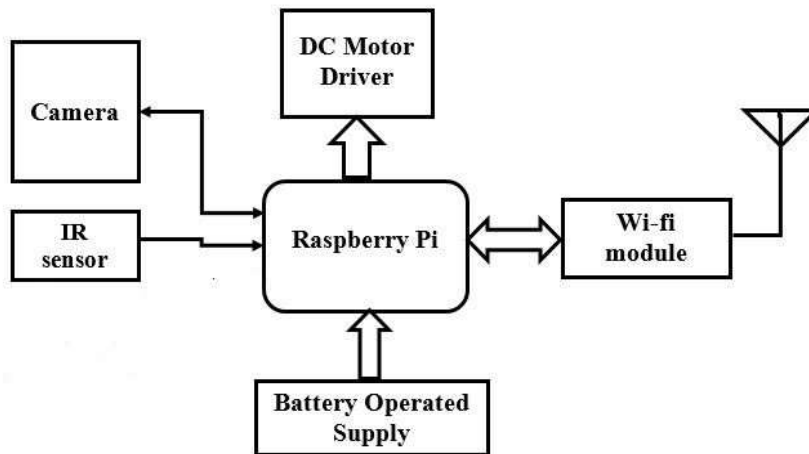 DC Motor
Driver
Camera
IR
sensor
Raspberry Pi
Wi-fi
module
Battery Operated
Supply